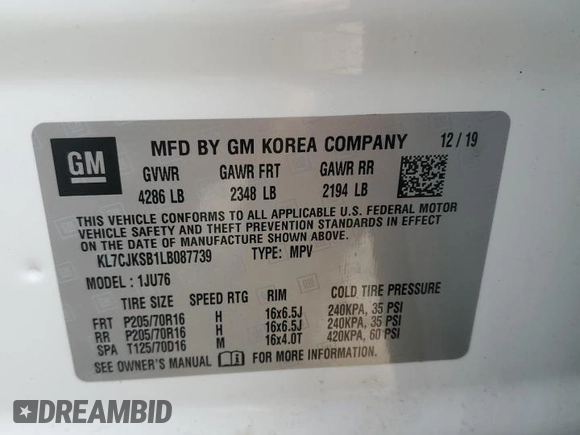 GM
MFD BY GM KOREA COMPANY 12/19
GVWR GAWR FRT GAWR RR
4286 LB 2348 LB 2194 LB
THIS VEHICLE CONFORMS TO ALL APPLICABLE U.S. FEDERAL MOTOR
VEHICLE SAFETY AND THEFT PREVENTION STANDARDS IN EFFECT
ON THE DATE OF MANUFACTURE SHOWN ABOVE.
KL7CJKSB1LB087739 TYPE: MPV
MODEL : 1JU76
TIRE SIZE SPEED RTG RIM COLD TIRE PRESSURE
FRT P205/70R16 H 16x6.5J 240KPA, 35 PSI
RR P205/70R16 H 16x6.5J 240KPA, 35 PSI
SPA T125/70D16 M 16x4.0T 420KPA, 60 PSI
SEE OWNER'S MANUAL FOR MORE INFORMATION
DREAMBID